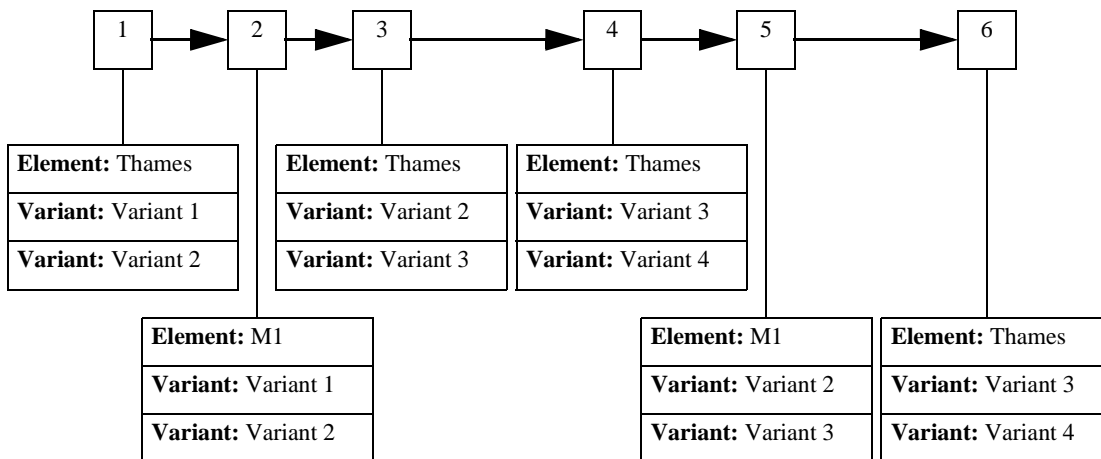 1
2
3
4
5
6
Element: Thames
Variant: Variant 1
Variant: Variant 2
Element: Thames
Variant: Variant 2
Variant: Variant 3
Element: Thames
Variant: Variant 3
Variant: Variant 4
Element: M1
Variant: Variant 1
Variant: Variant 2
Element: M1
Variant: Variant 2
Variant: Variant 3
Element: Thames
Variant: Variant 3
Variant: Variant 4